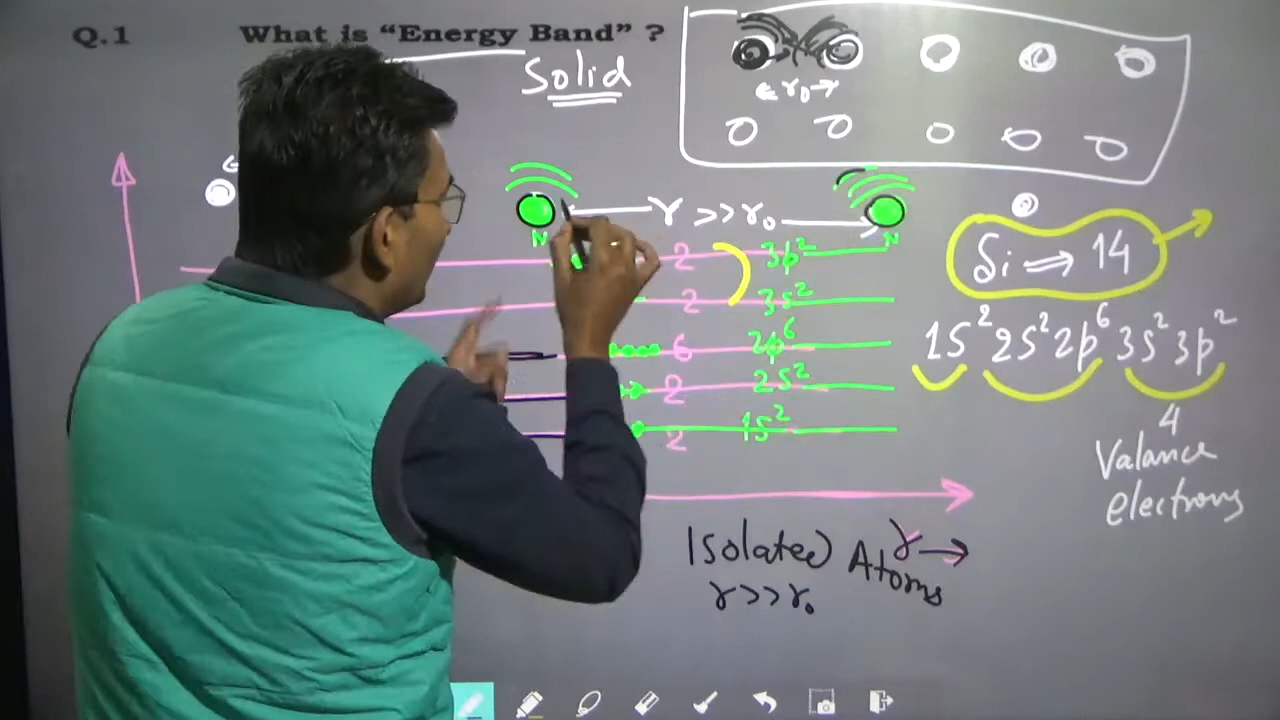 Q.1 What is “Energy Band” ?
Solid
r₀
r >> r₀
N N
2 3p²
2 3s²
6 2p⁶
2 2s²
2 1s²
Si ⇒ 14
1S² 2S² 2p⁶ 3S² 3p²
4
Valance
electrons
Isolated Atoms
r >> r₀
r →